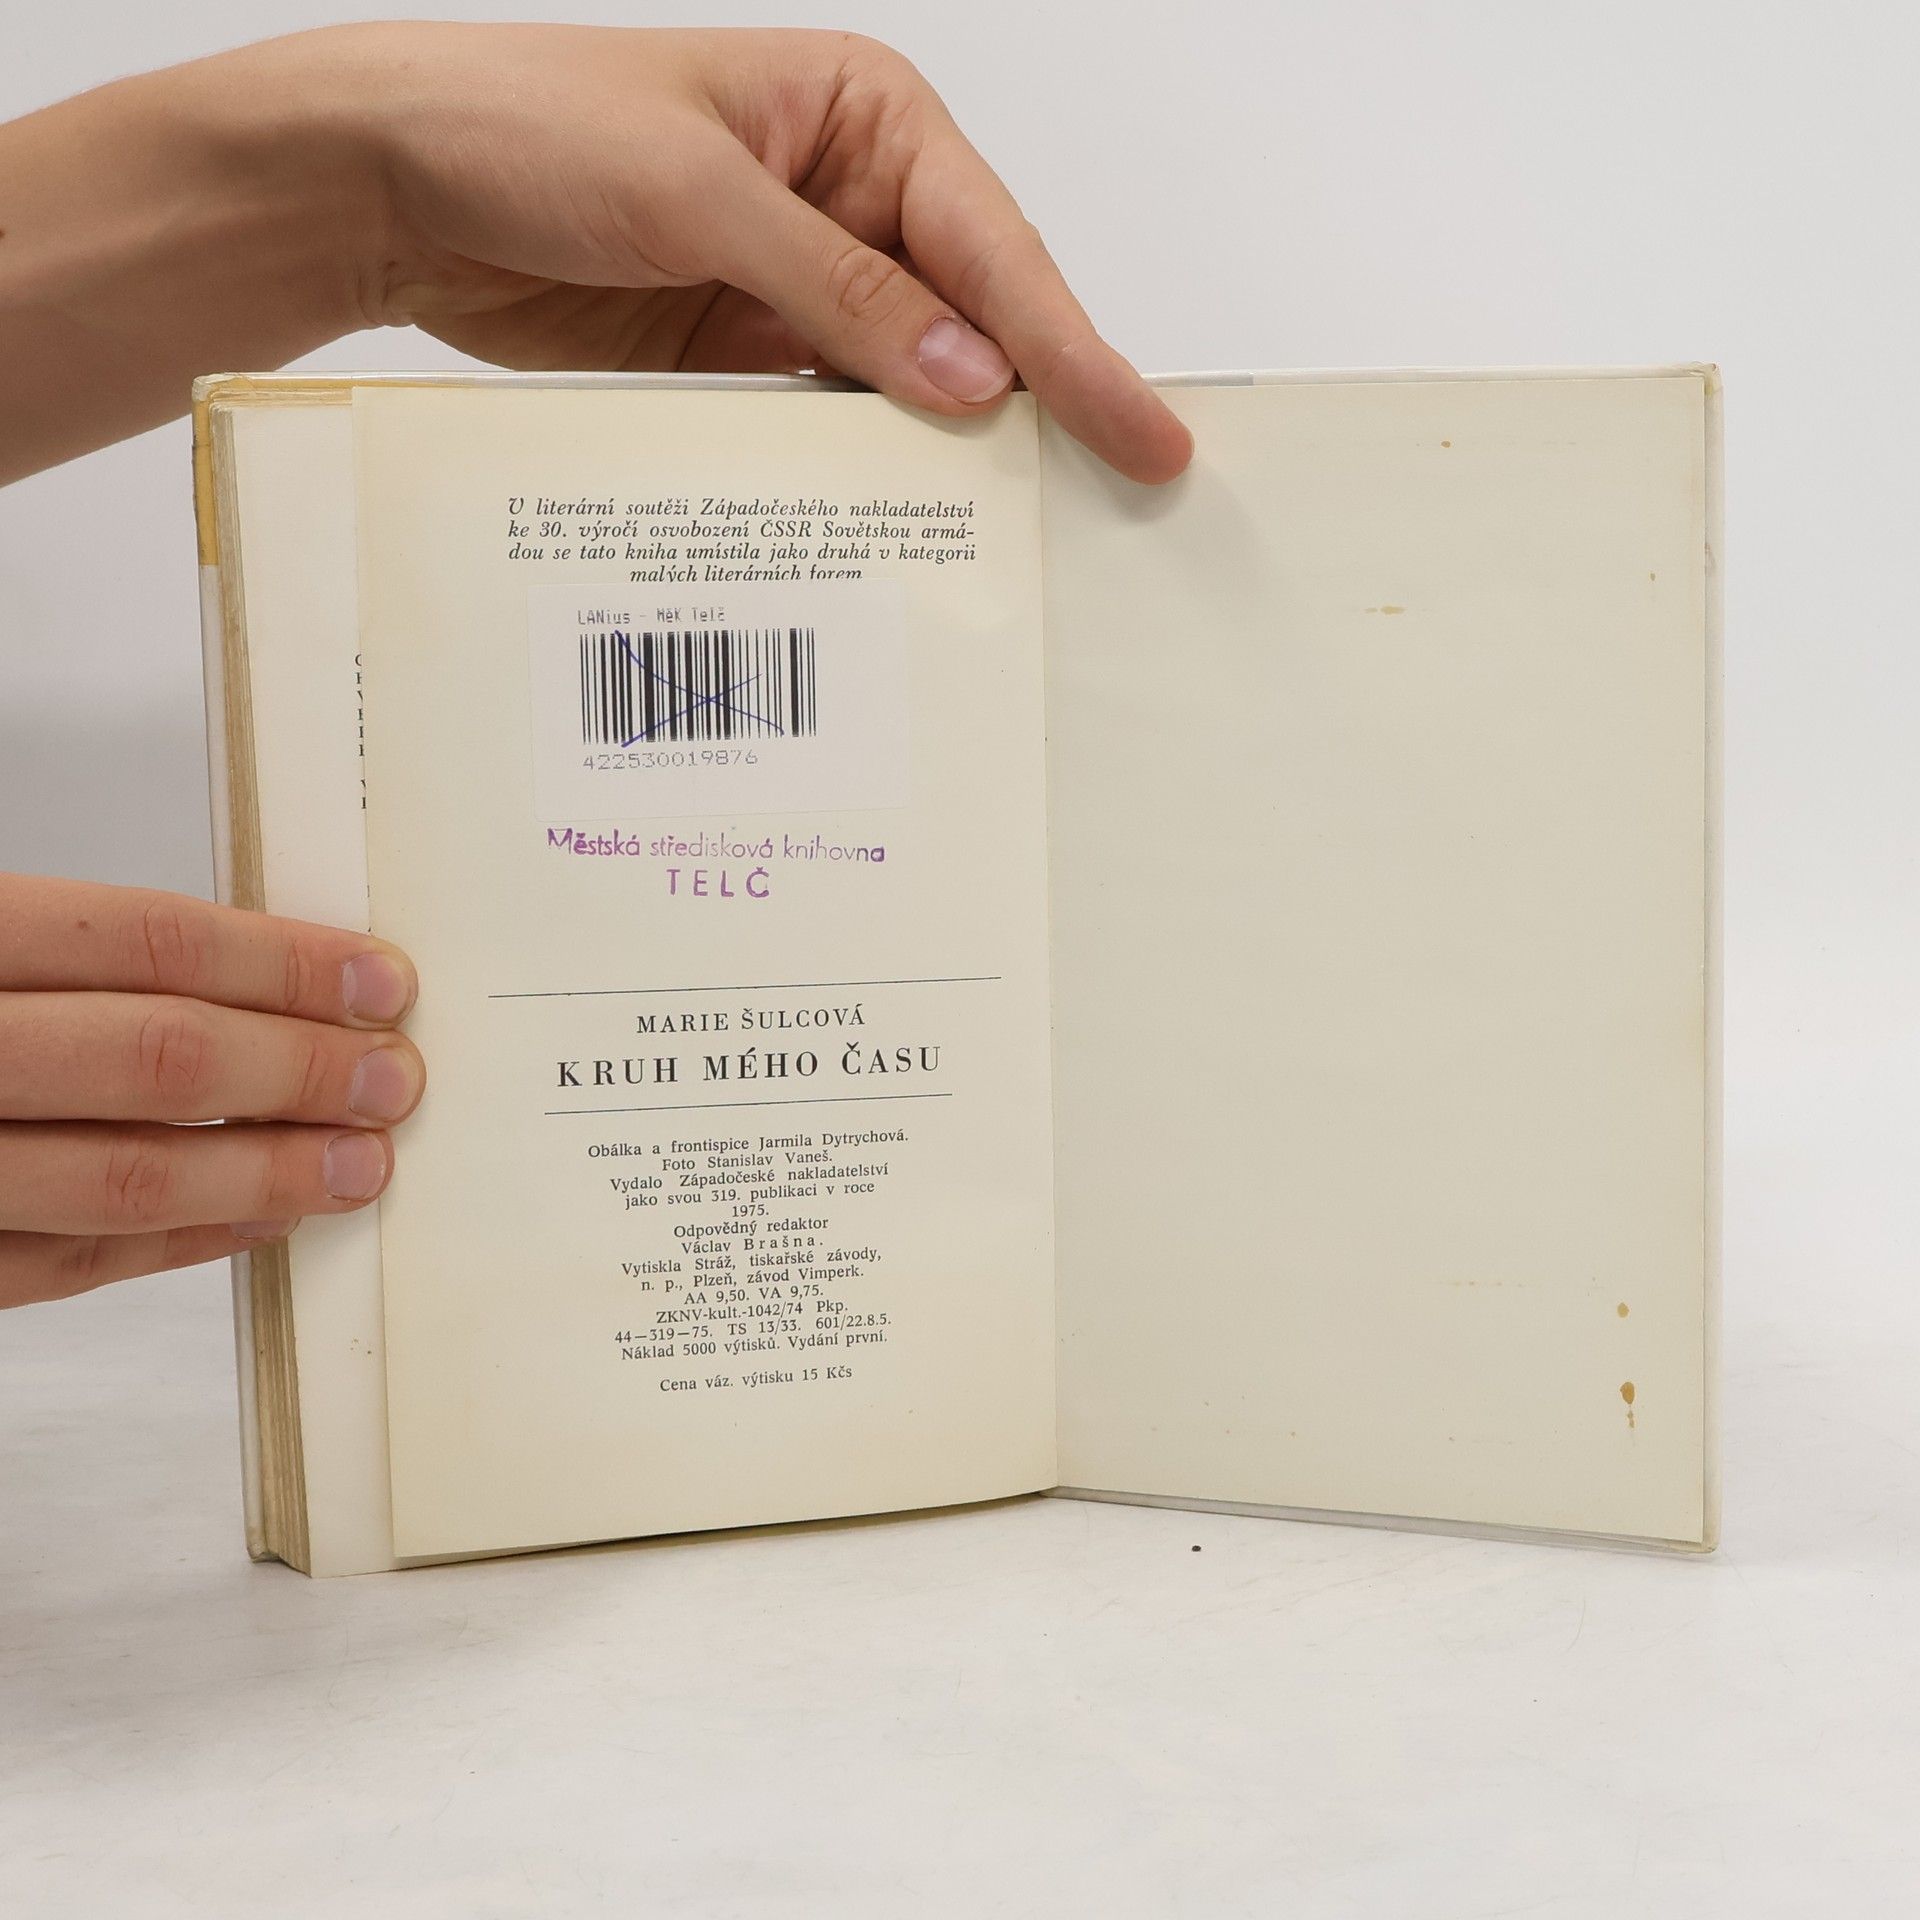 V literární soutěži Západočeského nakladatelství
ke 30. výročí osvobození ČSSR Sovětskou armá-
dou se tato kniha umístila jako druhá v kategorii
malých literárních forem
LANius - MěK Telč
422530019876
Městská středisková knihovna
TELČ
MARIE ŠULCOVÁ
KRUH MÉHO ČASU
Obálka a frontispice Jarmila Dytrychová.
Foto Stanislav Vaneš.
Vydalo Západočeské nakladatelství
jako svou 319. publikaci v roce
1975.
Odpovědný redaktor
Václav Brašna.
Vytiskla Stráž, tiskařské závody,
n. p., Plzeň, závod Vimperk.
AA 9,50. VA 9,75.
ZKNV-kult.-1042/74 Pkp.
44—319—75. TS 13/33. 601/22.8.5.
Náklad 5000 výtisků. Vydání první.
Cena váz. výtisku 15 Kčs